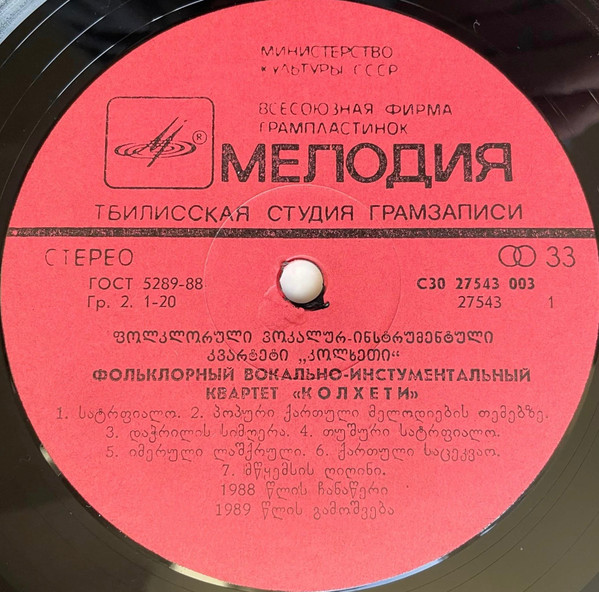 МИНИСТЕРСТВО
КУЛЬТУРЫ СССР
ВСЕСОЮЗНАЯ ФИРМА
ГРАМПЛАСТИНОК
®
МЕЛОДИЯ
ТБИЛИССКАЯ СТУДИЯ ГРАМЗАПИСИ
СТЕРЕО 33
ГОСТ 5289-88 С30 27543 003
Гр. 2. 1-20 27543 1
ფოლკლორული ვოკალურ-ინსტრუმენტული
კვარტეტი „კოლხეთი“
ФОЛЬКЛОРНЫЙ ВОКАЛЬНО-ИНСТУМЕНТАЛЬНЫЙ
КВАРТЕТ «КОЛХЕТИ»
1. სატრფიალო. 2. პოპური ქართული მელოდიების თემებზე.
3. დაჭრილის სიმღერა. 4. თუშური სატრფიალო.
5. იმერული ლაშქრული. 6. ქართული საცეკვაო.
7. მწყემსის ღიღინი.
1988 წლის ჩანაწერი
1989 წლის გამოშვება